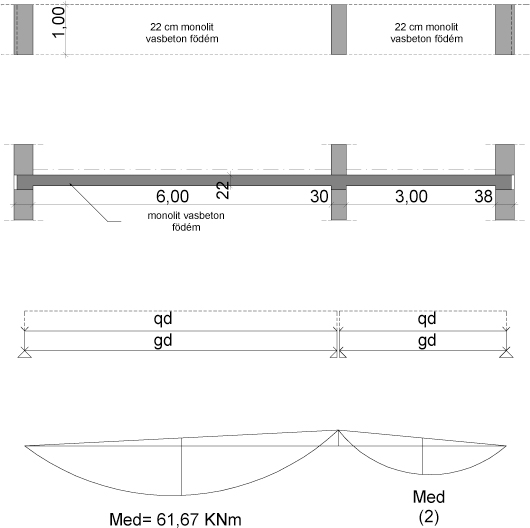 1,00
22 cm monolit
vasbeton födém
22 cm monolit
vasbeton födém
6,00
22
30
3,00
38
monolit vasbeton
födém
qd
qd
gd
gd
Med= 61,67 KNm
Med
(2)